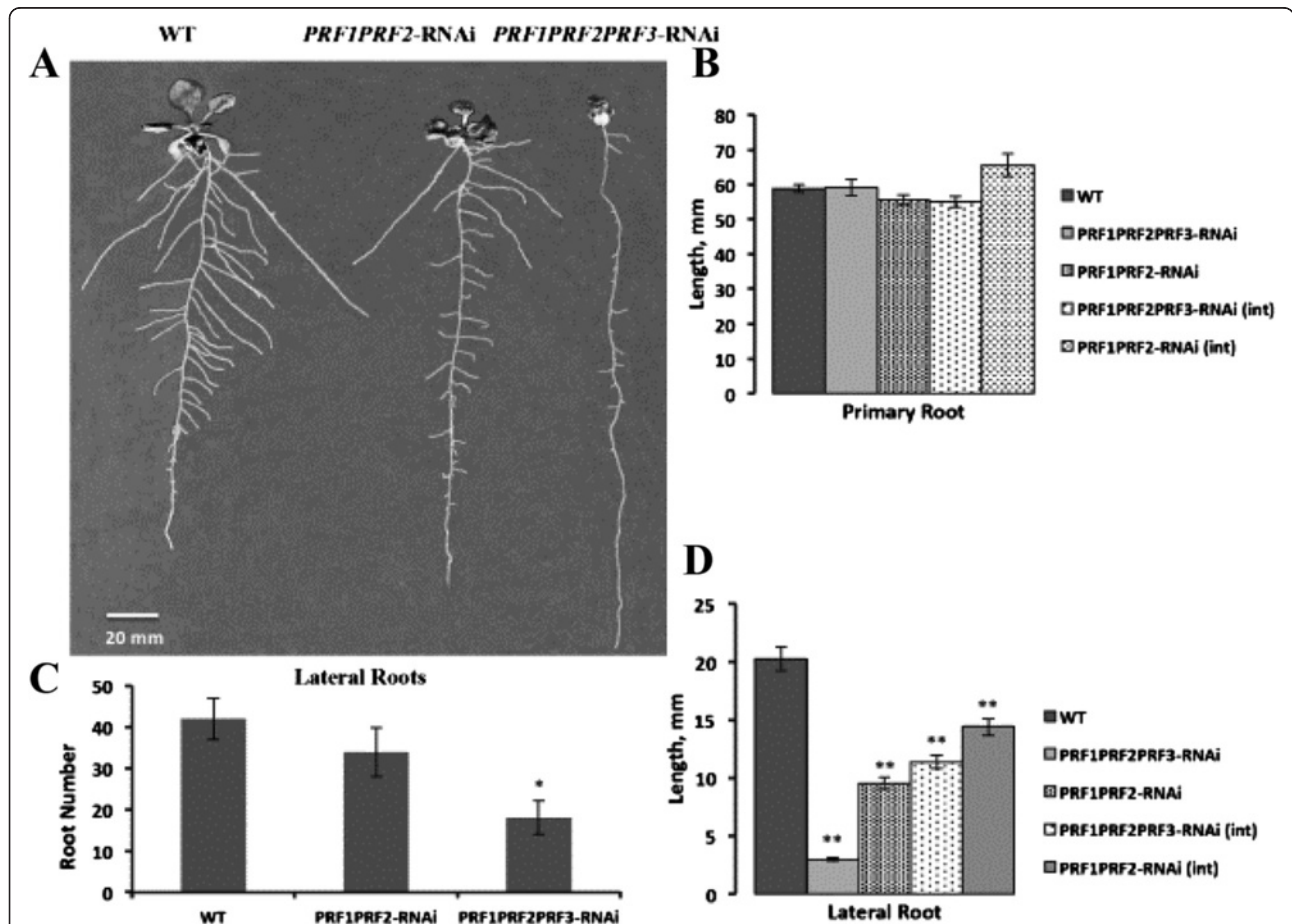 WT PRF1PRF2-RNAi PRF1PRF2PRF3-RNAi
A
20 mm
B
80
70
60
50
40
30
20
10
0
Length, mm
Primary Root
WT
PRF1PRF2PRF3-RNAi
PRF1PRF2-RNAi
PRF1PRF2PRF3-RNAi (int)
PRF1PRF2-RNAi (int)
C
Lateral Roots
50
40
30
20
10
0
Root Number
*
WT PRF1PRF2-RNAi PRF1PRF2PRF3-RNAi
D
25
20
15
10
5
0
Length, mm
**
**
**
**
Lateral Root
WT
PRF1PRF2PRF3-RNAi
PRF1PRF2-RNAi
PRF1PRF2PRF3-RNAi (int)
PRF1PRF2-RNAi (int)